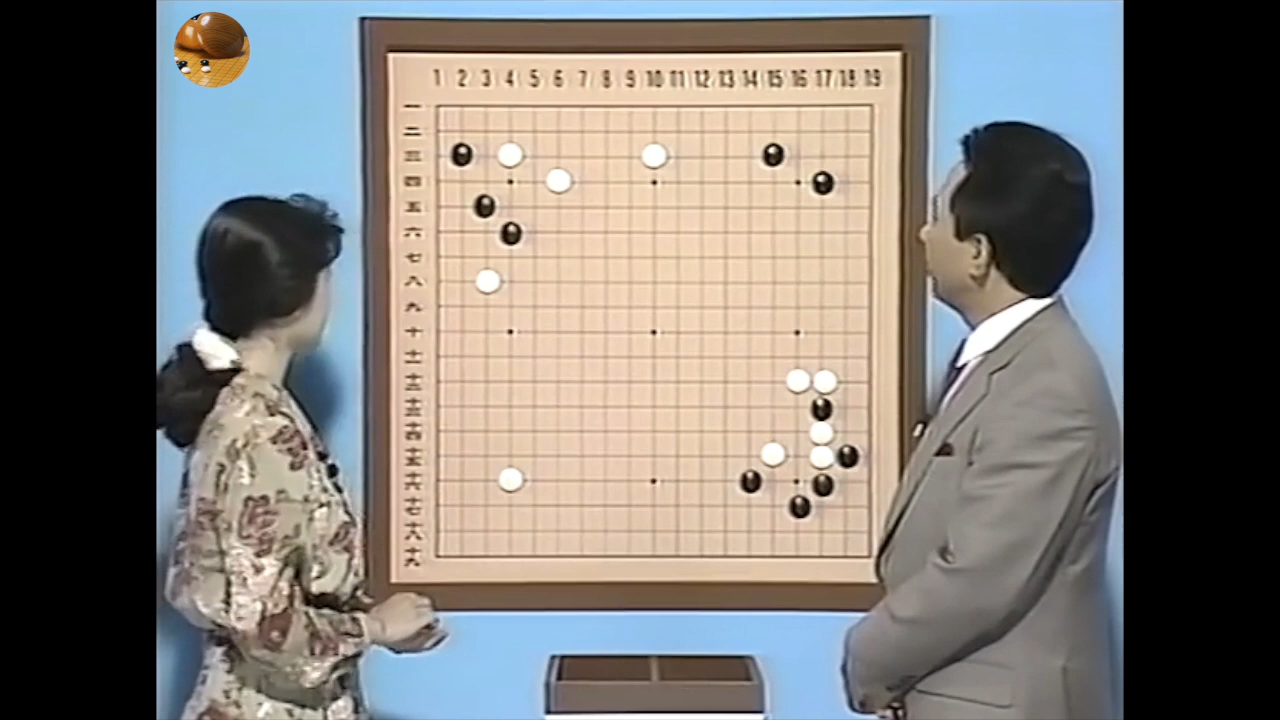 1 2 3 4 5 6 7 8 9 10 11 12 13 14 15 16 17 18 19
一
二
三
四
五
六
七
八
九
十
十一
十二
十三
十四
十五
十六
十七
十八
十九